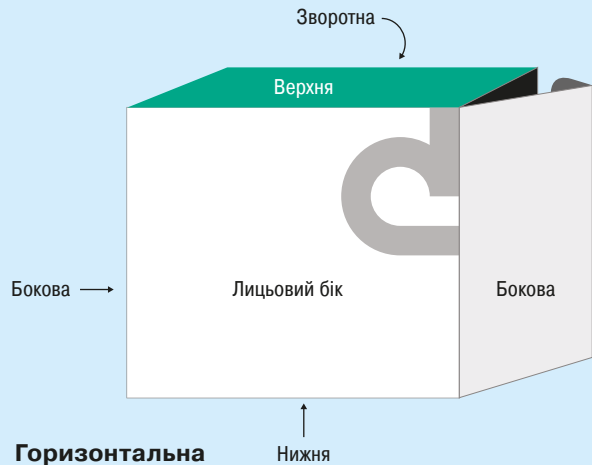 Зворотна
Верхня
Бокова
Лицьовий бік
Бокова
Горизонтальна
Нижня